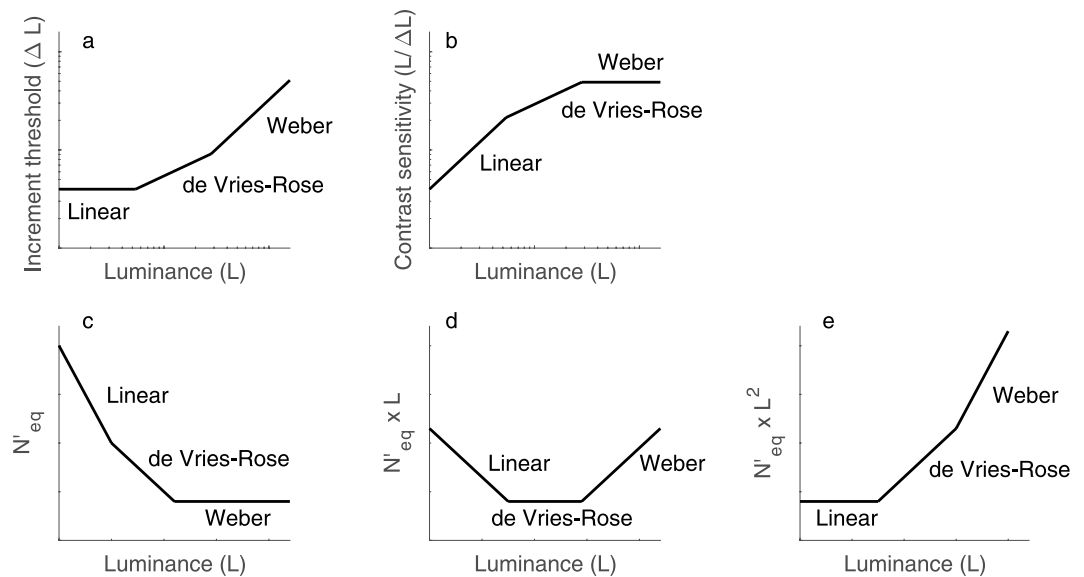 a
Increment threshold (Δ L)
Linear
de Vries-Rose
Weber
Luminance (L)
b
Contrast sensitivity (L/ ΔL)
Weber
de Vries-Rose
Linear
Luminance (L)
c
N'eq
Linear
de Vries-Rose
Weber
Luminance (L)
d
N'eq x L
Linear
Weber
de Vries-Rose
Luminance (L)
e
N'eq x L²
Weber
de Vries-Rose
Linear
Luminance (L)